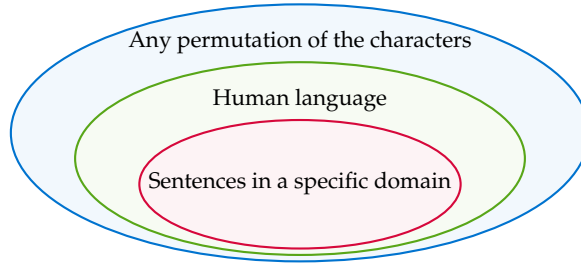 Any permutation of the characters
Human language
Sentences in a specific domain